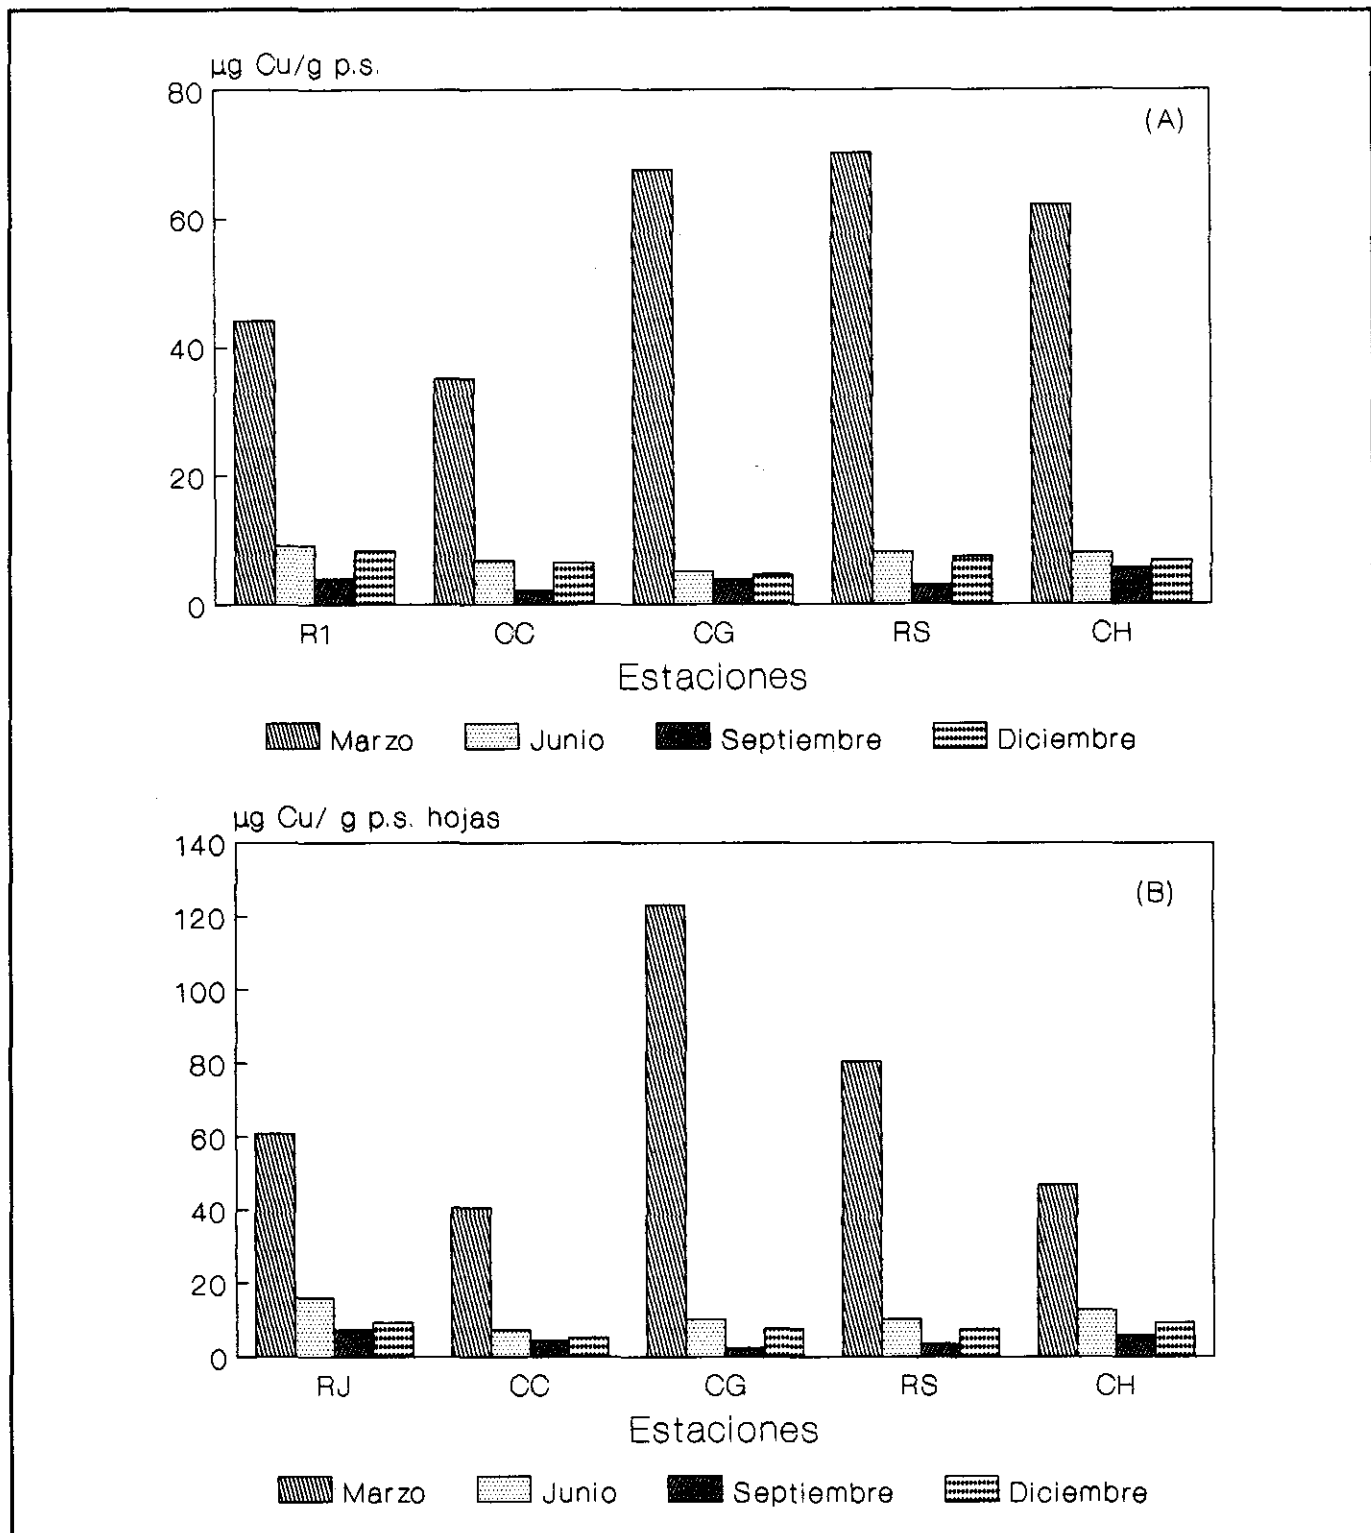 µg Cu/g p.s.
(A)
80
60
40
20
0
R1 CC CG RS CH
Estaciones
Marzo Junio Septiembre Diciembre
µg Cu/ g p.s. hojas
(B)
140
120
100
80
60
40
20
0
RJ CC CG RS CH
Estaciones
Marzo Junio Septiembre Diciembre